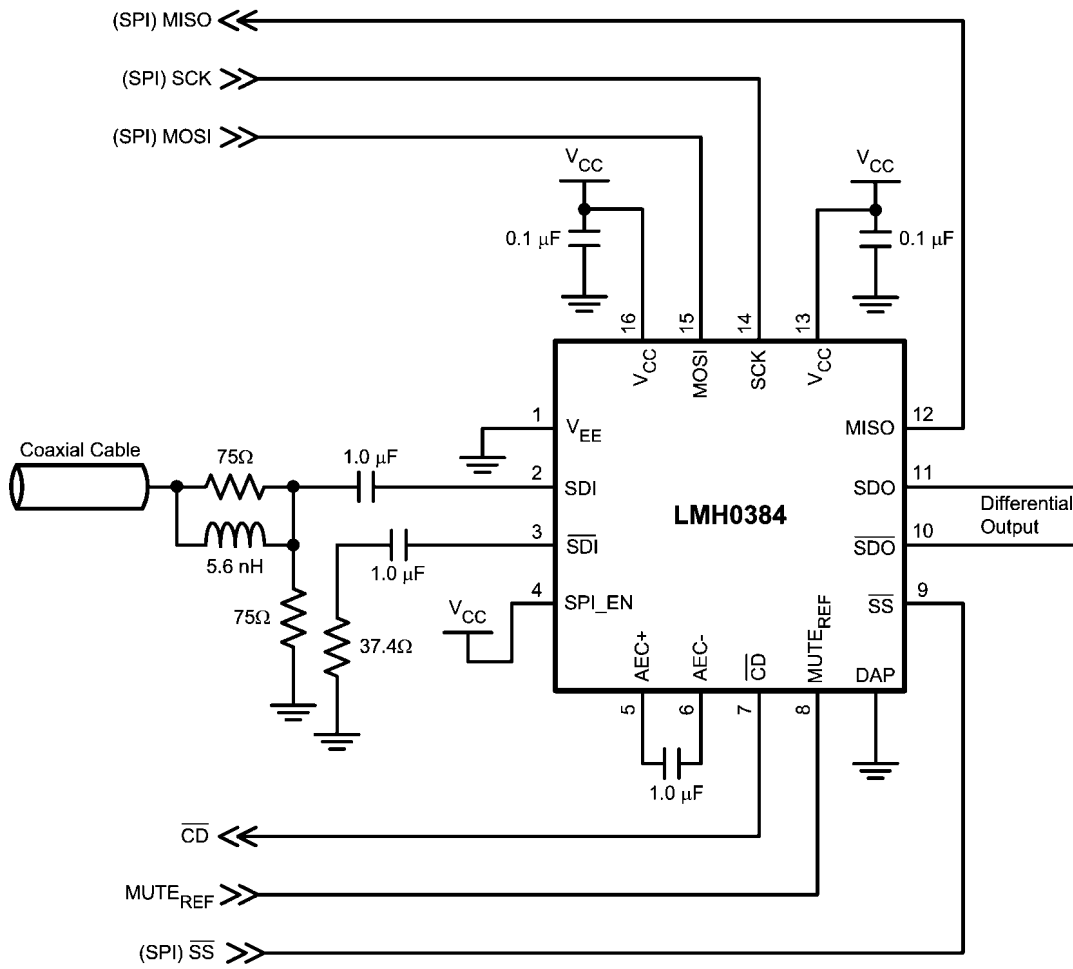 (SPI) MISO
(SPI) SCK
(SPI) MOSI
VCC
VCC
0.1 µF
0.1 µF
16
15
14
13
VCC
MOSI
SCK
VCC
1
VEE
MISO
12
Coaxial Cable
75Ω
1.0 µF
2
SDI
SDO
11
LMH0384
Differential
Output
3
SDI
SDO
10
5.6 nH
1.0 µF
4
SPI_EN
SS
9
VCC
75Ω
37.4Ω
AEC+
AEC-
CD
MUTEREF
DAP
5
6
7
8
1.0 µF
CD
MUTEREF
(SPI) SS